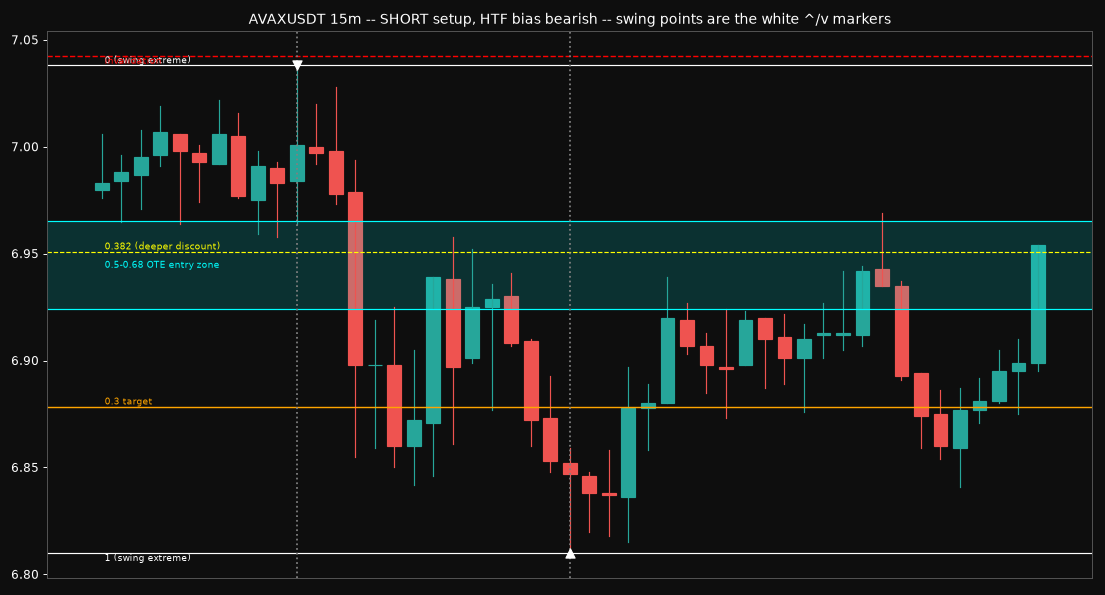 AVAXUSDT 15m -- SHORT setup, HTF bias bearish -- swing points are the white ^/v markers
7.05
0 (swing extreme)
7.00
6.95
0.382 (deeper discount)
0.5-0.68 OTE entry zone
6.90
0.3 target
6.85
1 (swing extreme)
6.80